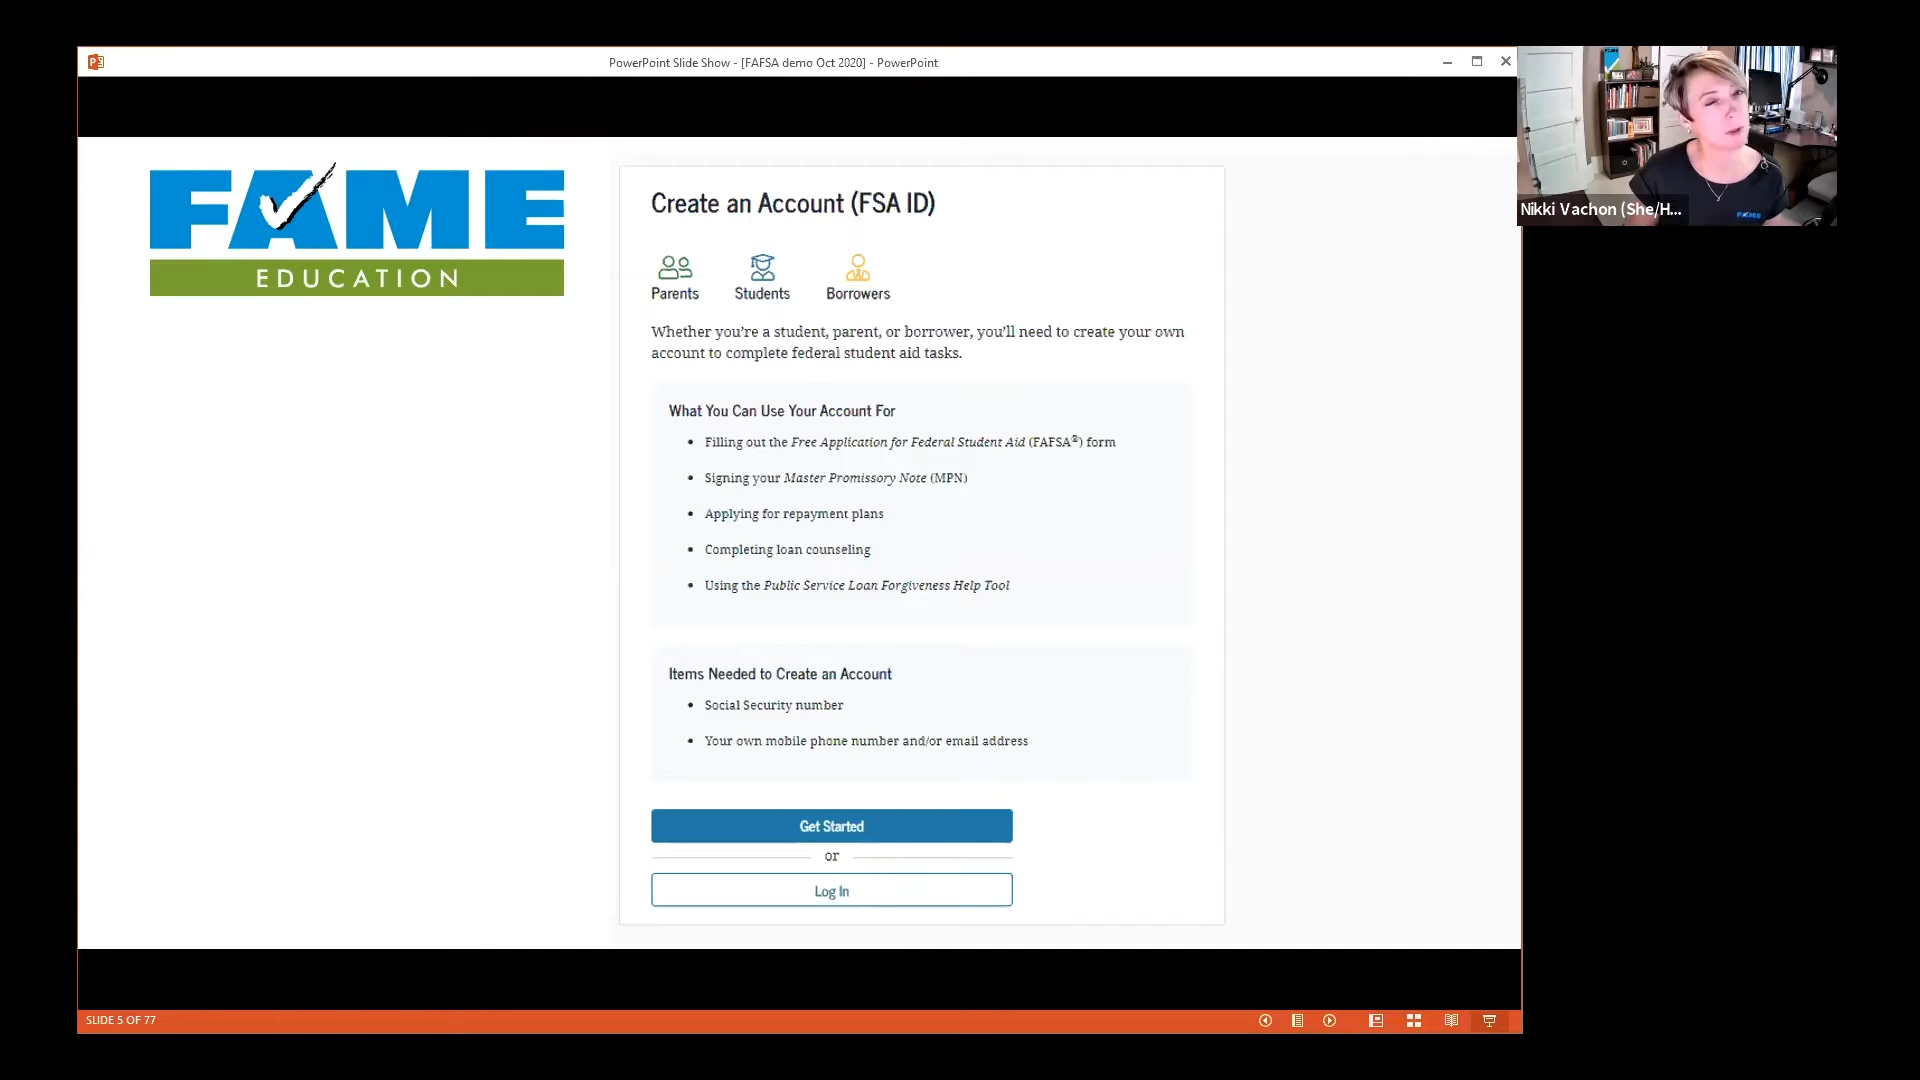 PowerPoint Slide Show - [FAFSA demo Oct 2020] - PowerPoint
FAME
EDUCATION
Create an Account (FSA ID)
Parents
Students
Borrowers
Whether you’re a student, parent, or borrower, you’ll need to create your own
account to complete federal student aid tasks.
What You Can Use Your Account For
• Filling out the Free Application for Federal Student Aid (FAFSA®) form
• Signing your Master Promissory Note (MPN)
• Applying for repayment plans
• Completing loan counseling
• Using the Public Service Loan Forgiveness Help Tool
Items Needed to Create an Account
• Social Security number
• Your own mobile phone number and/or email address
Get Started
or
Log In
Nikki Vachon (She/H...
FAME
SLIDE 5 OF 77